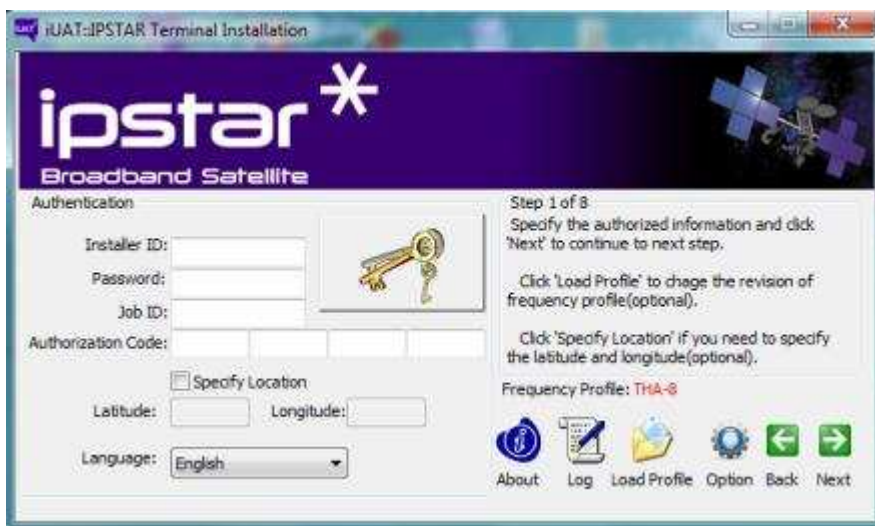 iUAT::IPSTAR Terminal Installation
ipstar
Broadband Satellite
Authentication
Installer ID:
Password:
Job ID:
Authorization Code:
Specify Location
Latitude:
Longitude:
Language:
English
Step 1 of 8
Specify the authorized information and click
'Next' to continue to next step.
Click 'Load Profile' to chage the revision of
frequency profile(optional).
Click 'Specify Location' if you need to specify
the latitude and longitude(optional).
Frequency Profile: THA-8
About
Log
Load Profile
Option
Back
Next